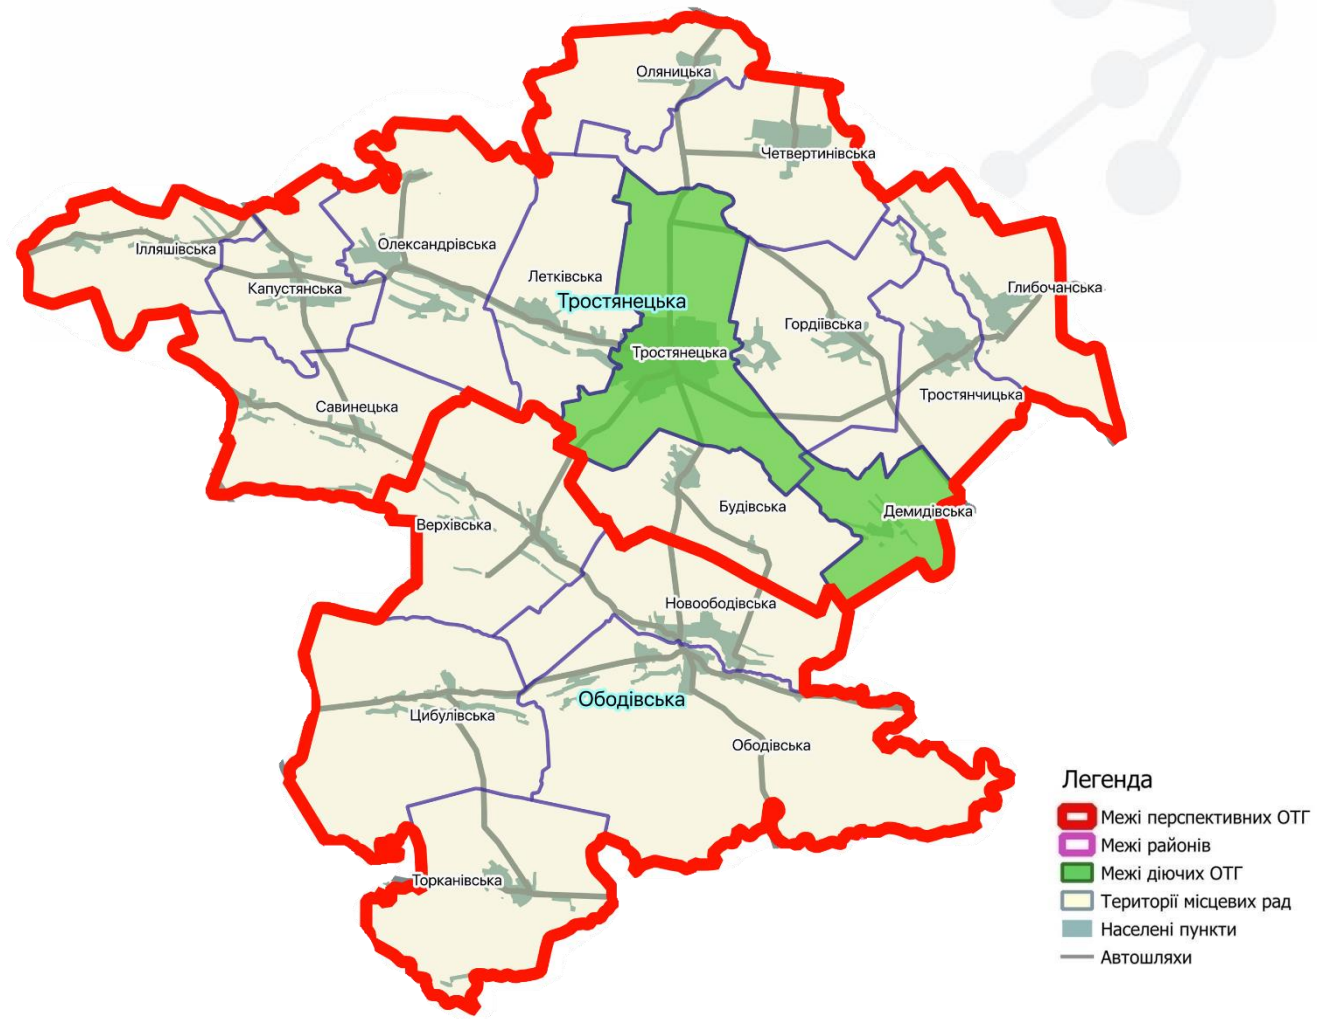 Оляницька
Четвертинівська
Ілляшівська
Олександрівська
Капустянська
Летківська
Тростянецька
Глибочанська
Гордіївська
Тростянецька
Тростянчицька
Савинецька
Будівська
Демидівська
Верхівська
Новоободівська
Ободівська
Цибулівська
Ободівська
Торканівська
Легенда
Межі перспективних ОТГ
Межі районів
Межі діючих ОТГ
Території місцевих рад
Населені пункти
Автошляхи